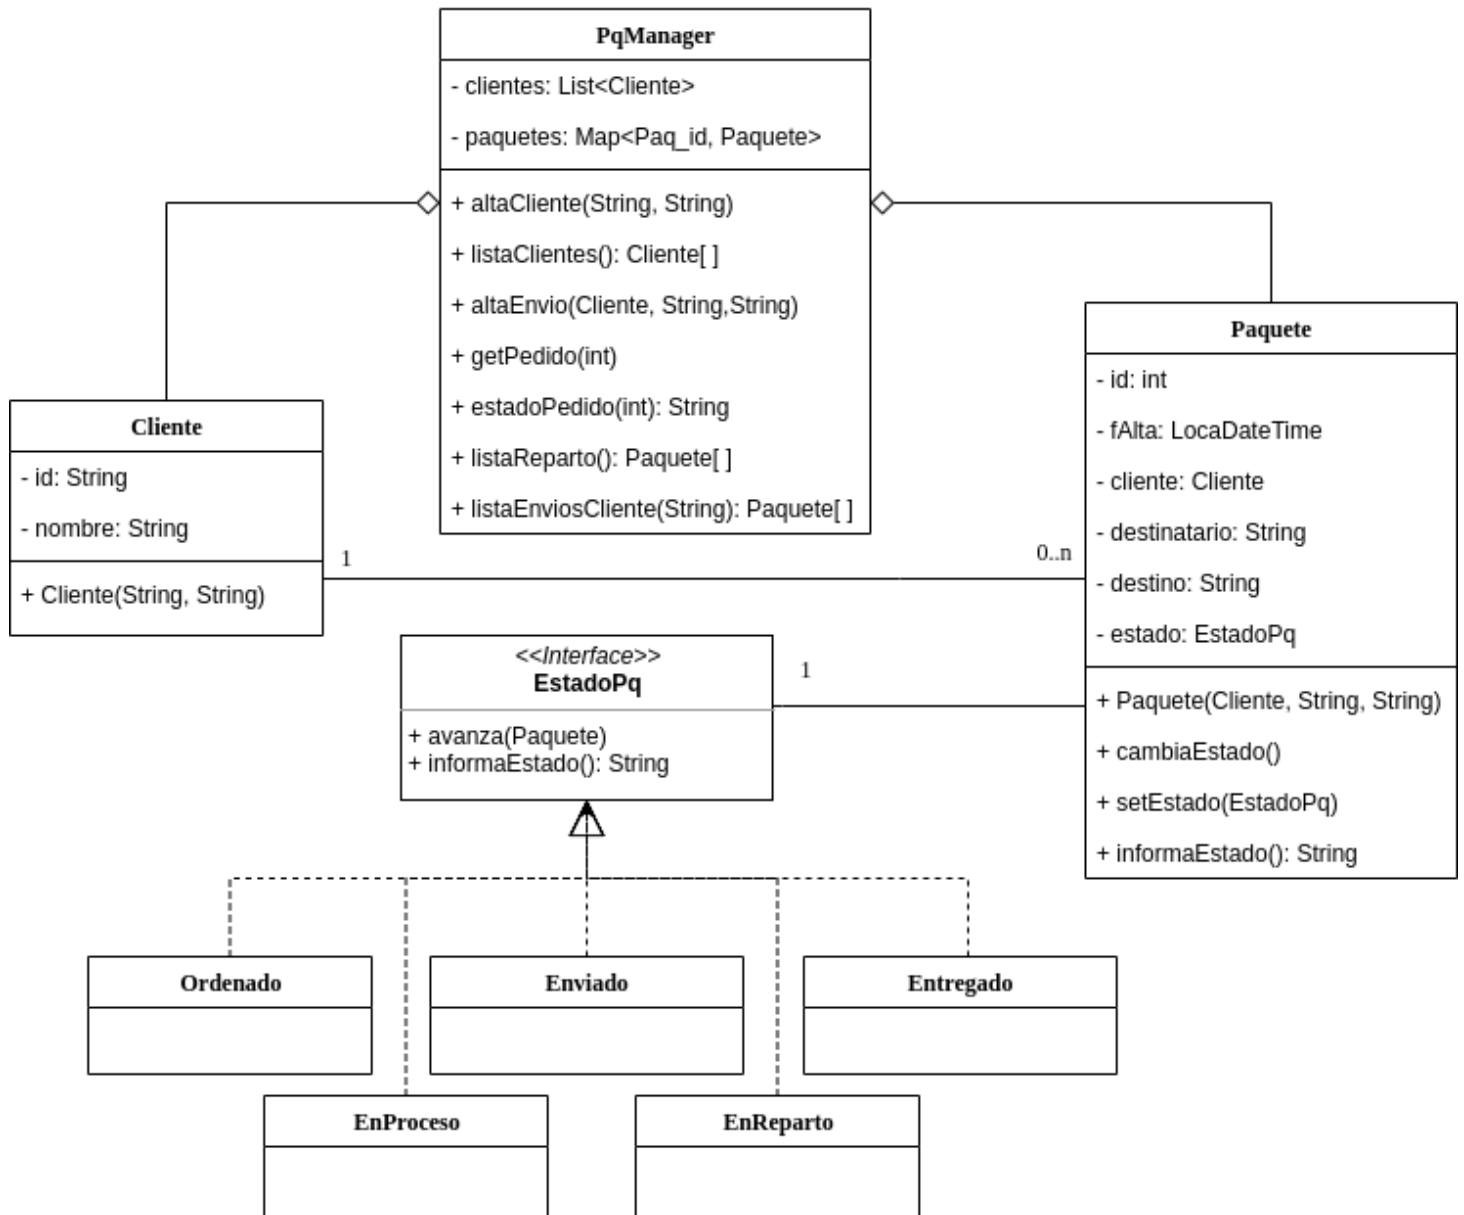 PqManager
- clientes: List<Cliente>
- paquetes: Map<Paq_id, Paquete>
+ altaCliente(String, String)
+ listaClientes(): Cliente[ ]
+ altaEnvio(Cliente, String,String)
+ getPedido(int)
+ estadoPedido(int): String
+ listaReparto(): Paquete[ ]
+ listaEnviosCliente(String): Paquete[ ]
Cliente
- id: String
- nombre: String
+ Cliente(String, String)
1
0..n
Paquete
- id: int
- fAlta: LocaDateTime
- cliente: Cliente
- destinatario: String
- destino: String
- estado: EstadoPq
+ Paquete(Cliente, String, String)
+ cambiaEstado()
+ setEstado(EstadoPq)
+ informaEstado(): String
<<Interface>>
EstadoPq
+ avanza(Paquete)
+ informaEstado(): String
1
Ordenado
Enviado
Entregado
EnProceso
EnReparto